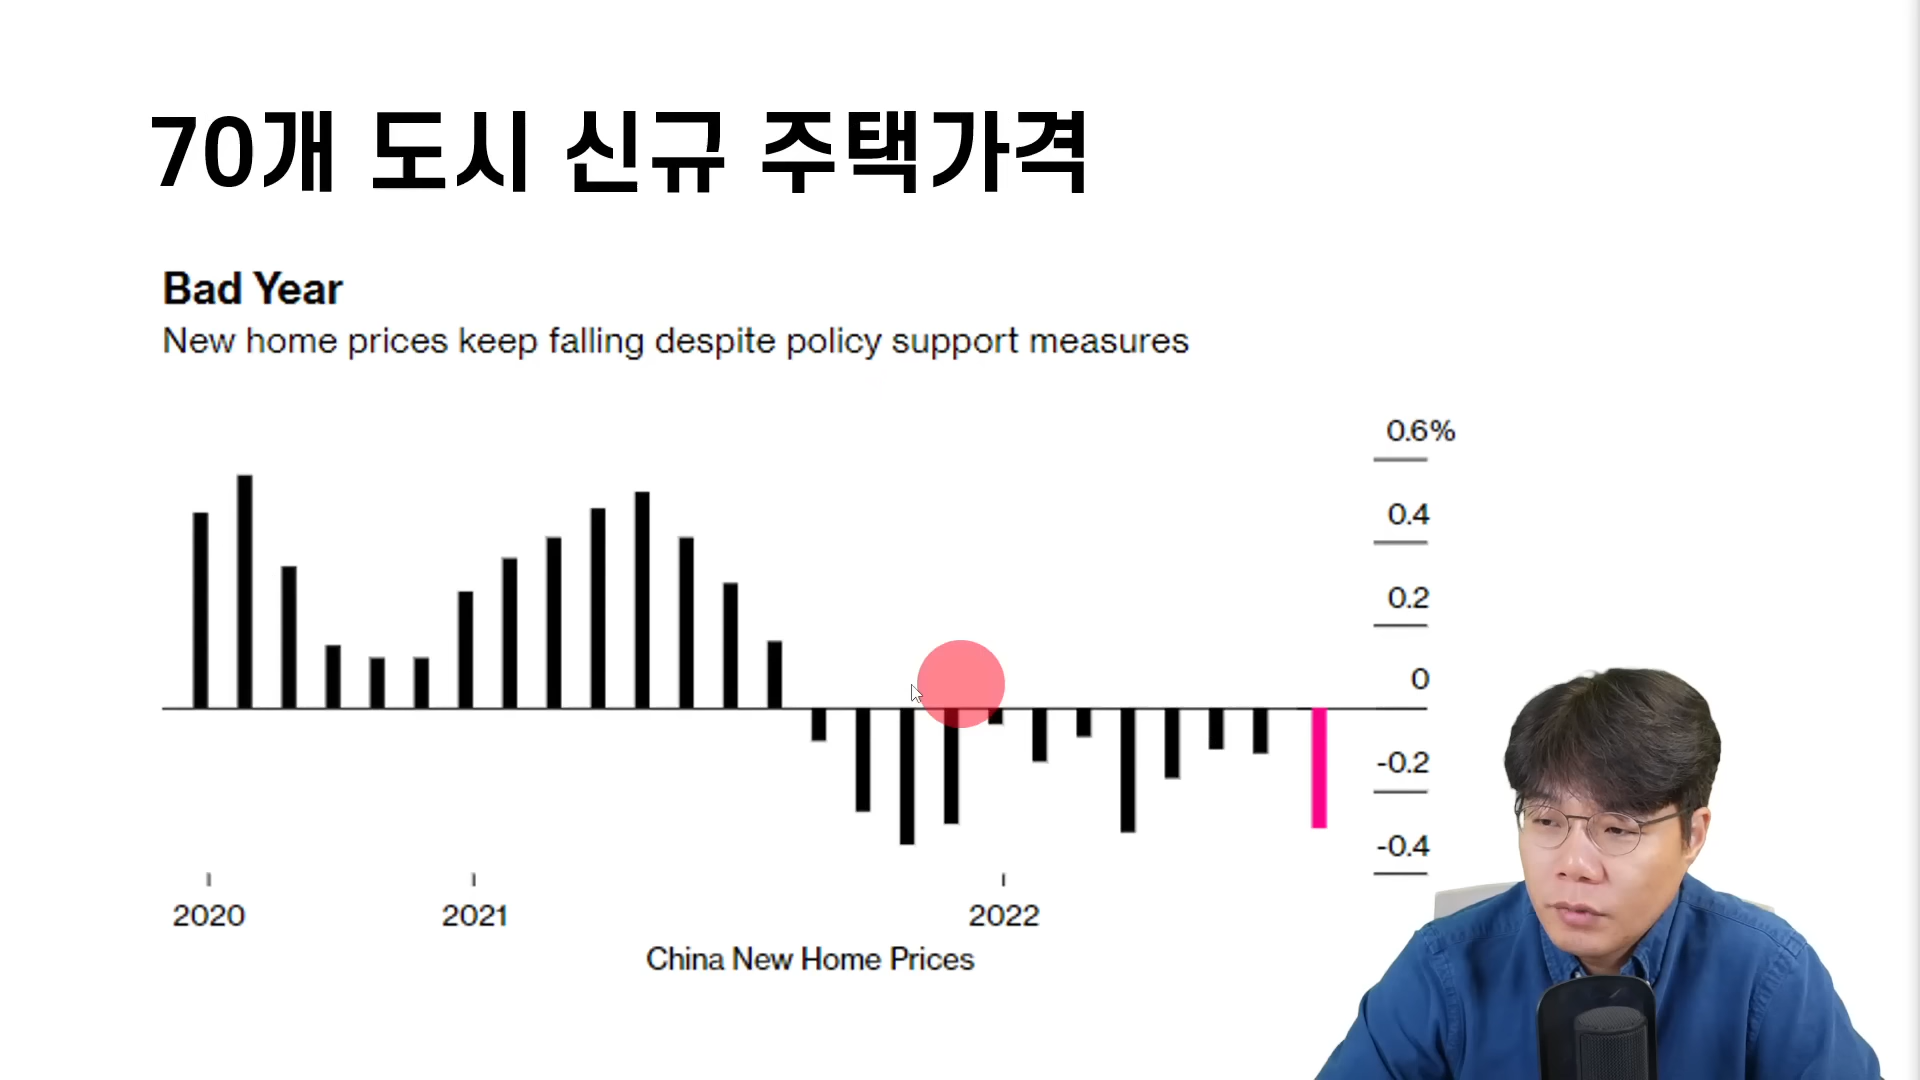 70개 도시 신규 주택가격
Bad Year
New home prices keep falling despite policy support measures
0.6%
0.4
0.2
0
-0.2
-0.4
2020 2021 2022
China New Home Prices